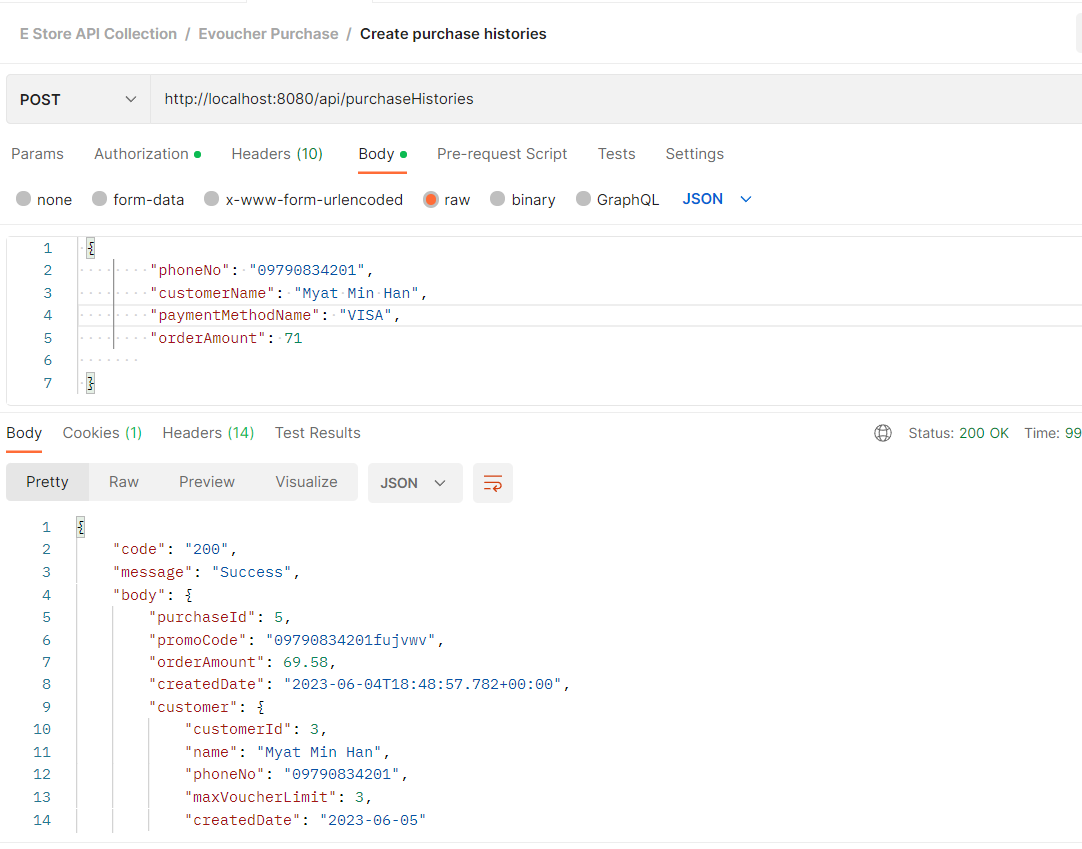 E Store API Collection / Evoucher Purchase / Create purchase histories
POST http://localhost:8080/api/purchaseHistories
Params Authorization Headers (10) Body Pre-request Script Tests Settings
none form-data x-www-form-urlencoded raw binary GraphQL JSON
1 {
2 "phoneNo": "09790834201",
3 "customerName": "Myat Min Han",
4 "paymentMethodName": "VISA",
5 "orderAmount": 71
6
7 }
Body Cookies (1) Headers (14) Test Results Status: 200 OK Time: 99
Pretty Raw Preview Visualize JSON
1 {
2 "code": "200",
3 "message": "Success",
4 "body": {
5 "purchaseId": 5,
6 "promoCode": "09790834201fujvwv",
7 "orderAmount": 69.58,
8 "createdDate": "2023-06-04T18:48:57.782+00:00",
9 "customer": {
10 "customerId": 3,
11 "name": "Myat Min Han",
12 "phoneNo": "09790834201",
13 "maxVoucherLimit": 3,
14 "createdDate": "2023-06-05"